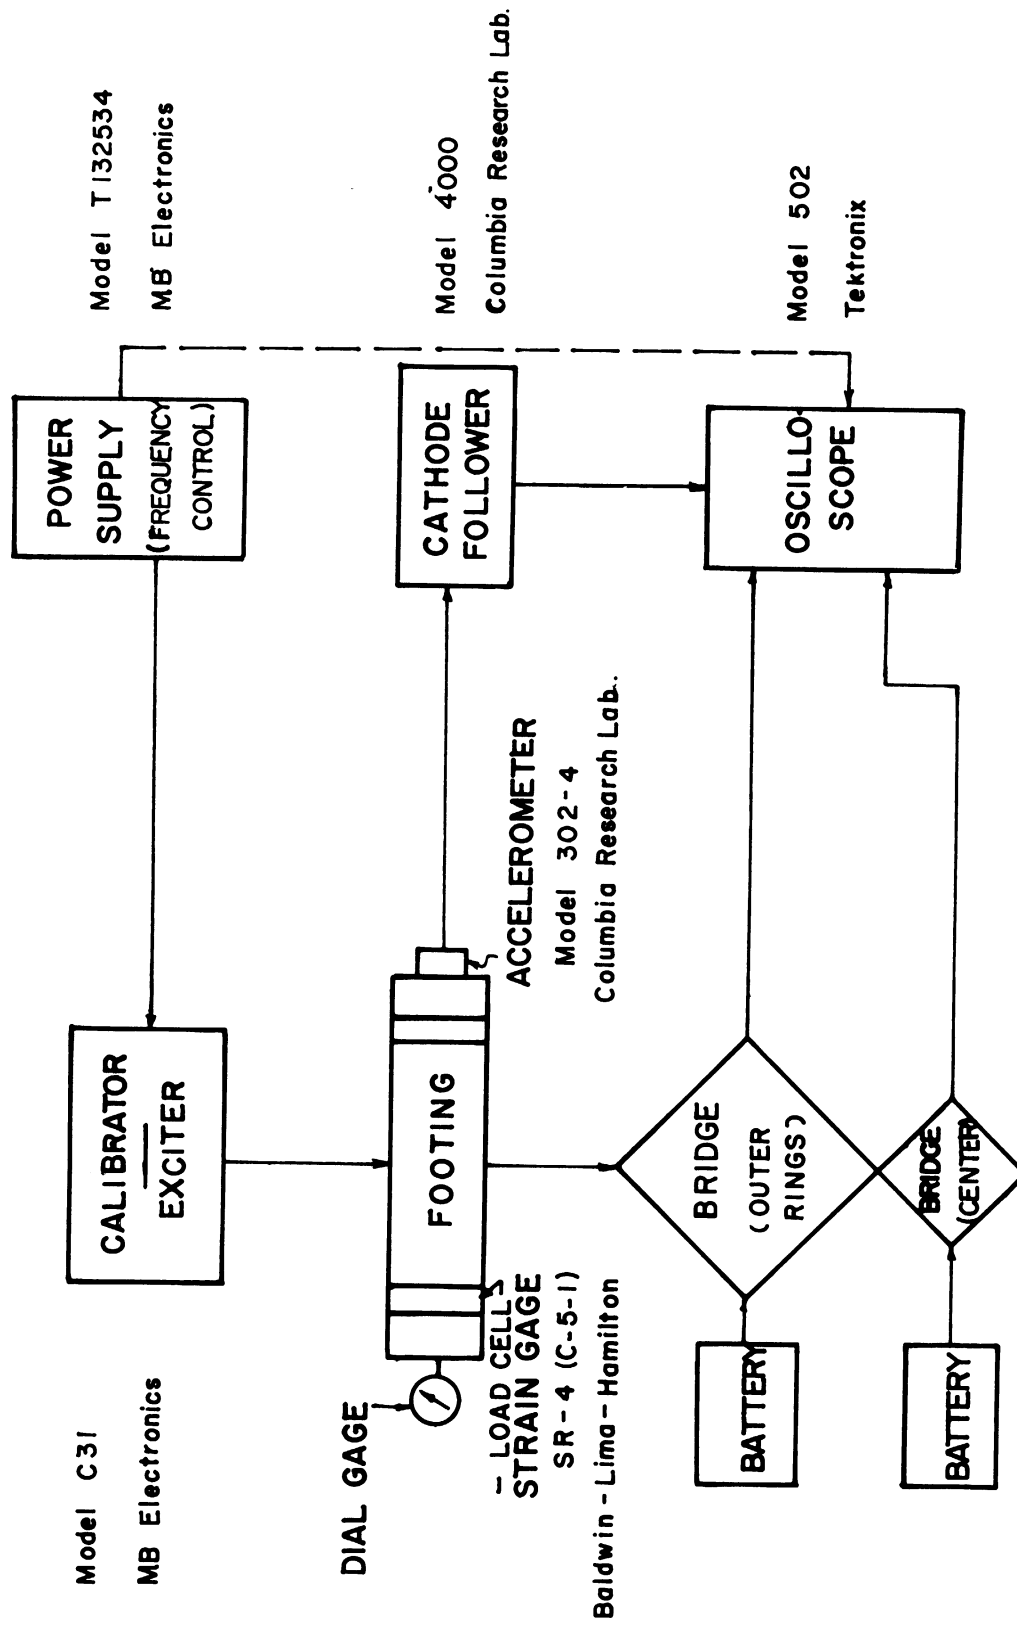 Model C31
MB Electronics
CALIBRATOR
EXCITER
POWER
SUPPLY
(FREQUENCY
CONTROL)
Model T132534
MB Electronics
DIAL GAGE
FOOTING
LOAD CELL
STRAIN GAGE
SR-4 (C-5-1)
Baldwin-Lima-Hamilton
ACCELEROMETER
Model 302-4
Columbia Research Lab.
CATHODE
FOLLOWER
Model 4000
Columbia Research Lab.
BATTERY
BRIDGE
(OUTER
RINGS)
OSCILLO-
SCOPE
Model 502
Tektronix
BATTERY
BRIDGE
(CENTER)